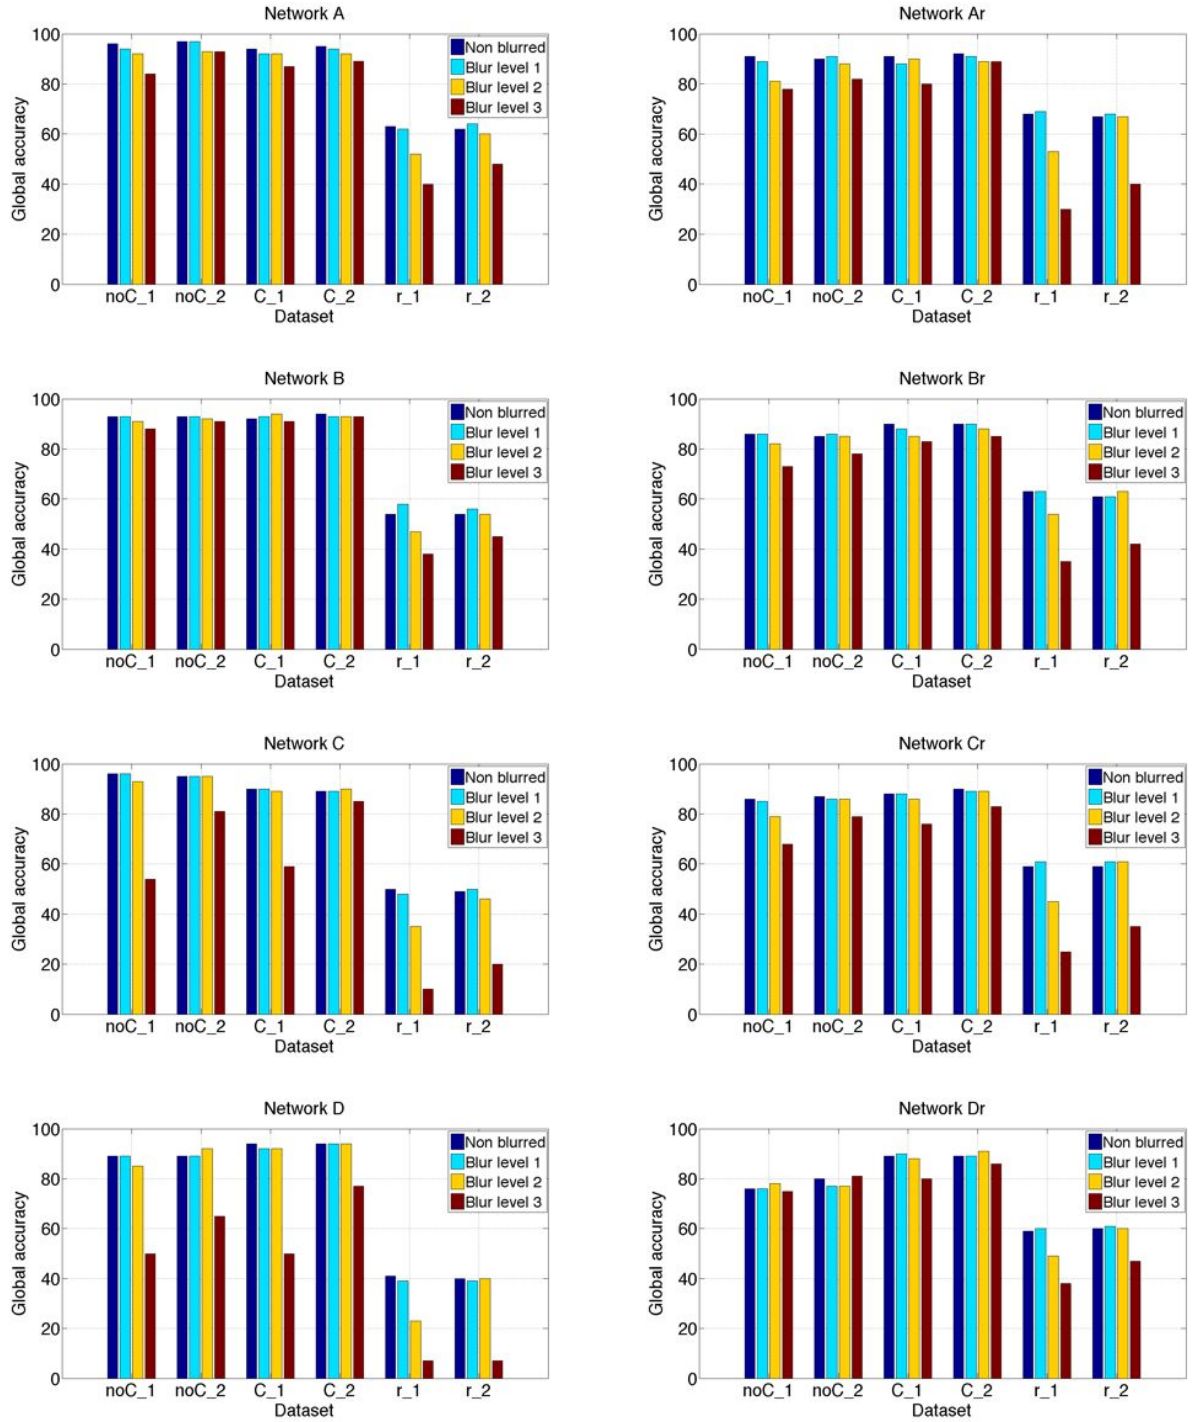 Network A
100
80
60
40
20
0
Global accuracy
Non blurred
Blur level 1
Blur level 2
Blur level 3
noC_1 noC_2 C_1 C_2 r_1 r_2
Dataset
Network Ar
100
80
60
40
20
0
Global accuracy
Non blurred
Blur level 1
Blur level 2
Blur level 3
noC_1 noC_2 C_1 C_2 r_1 r_2
Dataset
Network B
100
80
60
40
20
0
Global accuracy
Non blurred
Blur level 1
Blur level 2
Blur level 3
noC_1 noC_2 C_1 C_2 r_1 r_2
Dataset
Network Br
100
80
60
40
20
0
Global accuracy
Non blurred
Blur level 1
Blur level 2
Blur level 3
noC_1 noC_2 C_1 C_2 r_1 r_2
Dataset
Network C
100
80
60
40
20
0
Global accuracy
Non blurred
Blur level 1
Blur level 2
Blur level 3
noC_1 noC_2 C_1 C_2 r_1 r_2
Dataset
Network Cr
100
80
60
40
20
0
Global accuracy
Non blurred
Blur level 1
Blur level 2
Blur level 3
noC_1 noC_2 C_1 C_2 r_1 r_2
Dataset
Network D
100
80
60
40
20
0
Global accuracy
Non blurred
Blur level 1
Blur level 2
Blur level 3
noC_1 noC_2 C_1 C_2 r_1 r_2
Dataset
Network Dr
100
80
60
40
20
0
Global accuracy
Non blurred
Blur level 1
Blur level 2
Blur level 3
noC_1 noC_2 C_1 C_2 r_1 r_2
Dataset